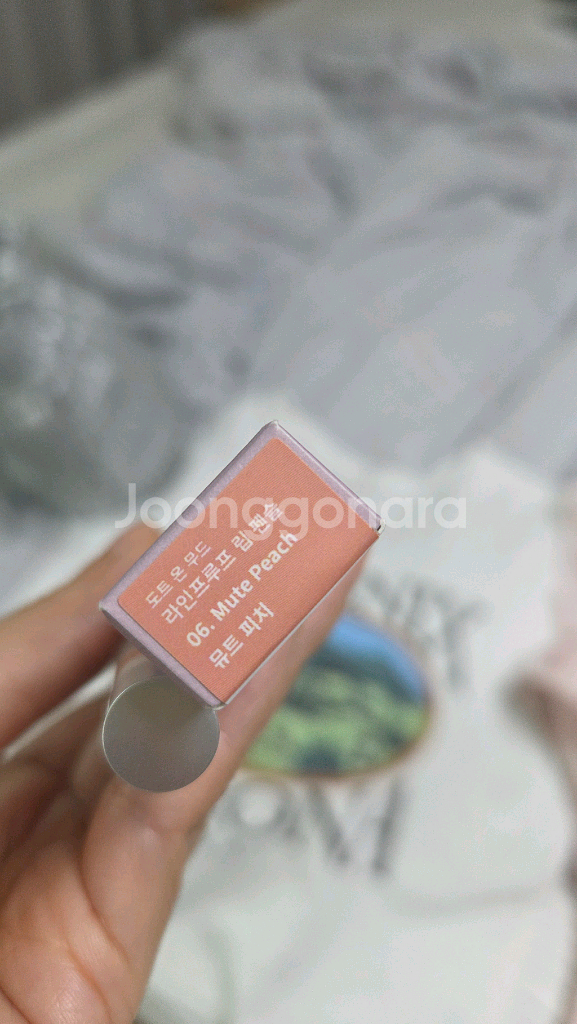 Joonggonara
도트 온 무드
라인프루프 립 펜슬
06. Mute Peach
뮤트 피치